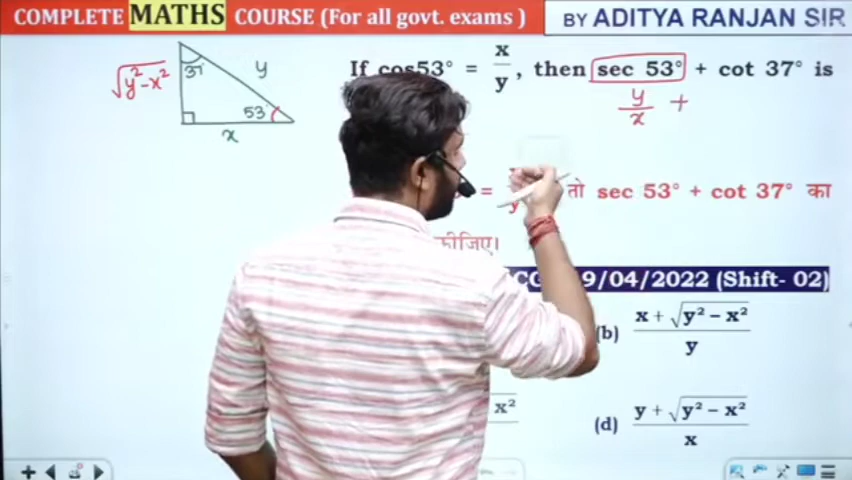 COMPLETE MATHS COURSE (For all govt. exams )
BY ADITYA RANJAN SIR
If cos53° = x/y, then sec 53° + cot 37° is
y/x +
√y²-x²
37
y
53°
x
= तो sec 53° + cot 37° का
कीजिए।
9/04/2022 (Shift- 02)
(b) x + √y² – x² / y
x²
(d) y + √y² – x² / x